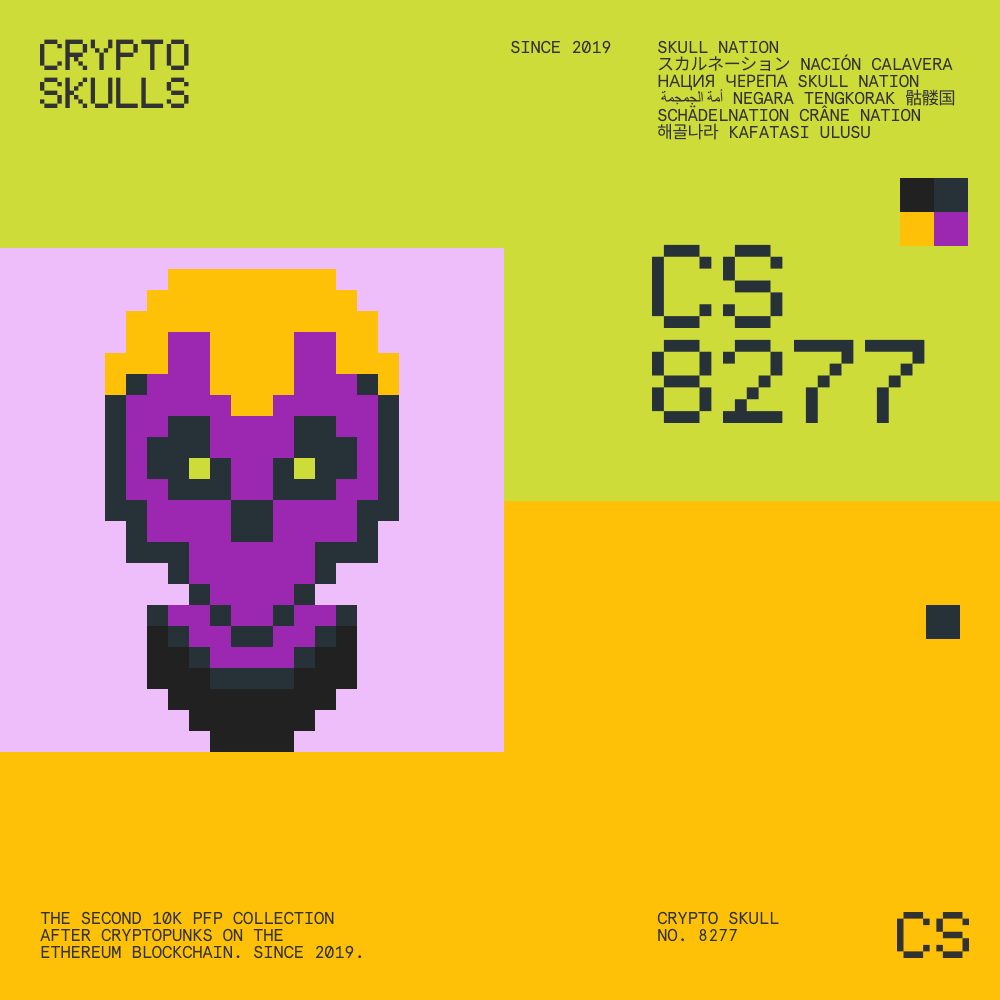 CRYPTO
SKULLS
SINCE 2019
SKULL NATION
スカルネーション NACIÓN CALAVERA
НАЦИЯ ЧЕРЕПА SKULL NATION
أمة الجمجمة NEGARA TENGKORAK 骷髅国
SCHÄDELNATION CRÂNE NATION
해골나라 KAFATASI ULUSU
CS
8277
THE SECOND 10K PFP COLLECTION
AFTER CRYPTOPUNKS ON THE
ETHEREUM BLOCKCHAIN. SINCE 2019.
CRYPTO SKULL
NO. 8277
CS